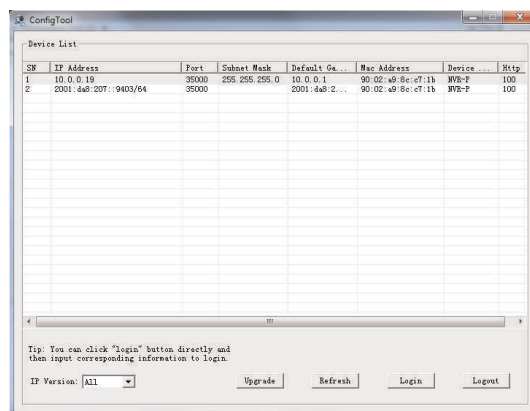 ConfigTool
Device List
SN IP Address Port Subnet Mask Default Ga... Mac Address Device ... Http
1 10.0.0.19 35000 255.255.255.0 10.0.0.1 90:02:a9:8c:c7:1b NVR-P 100
2 2001:da8:207::9403/64 35000 2001:da8:2... 90:02:a9:8c:c7:1b NVR-P 100
Tip: You can click "login" button directly and
then input corresponding information to login.
IP Version: All Upgrade Refresh Login Logout